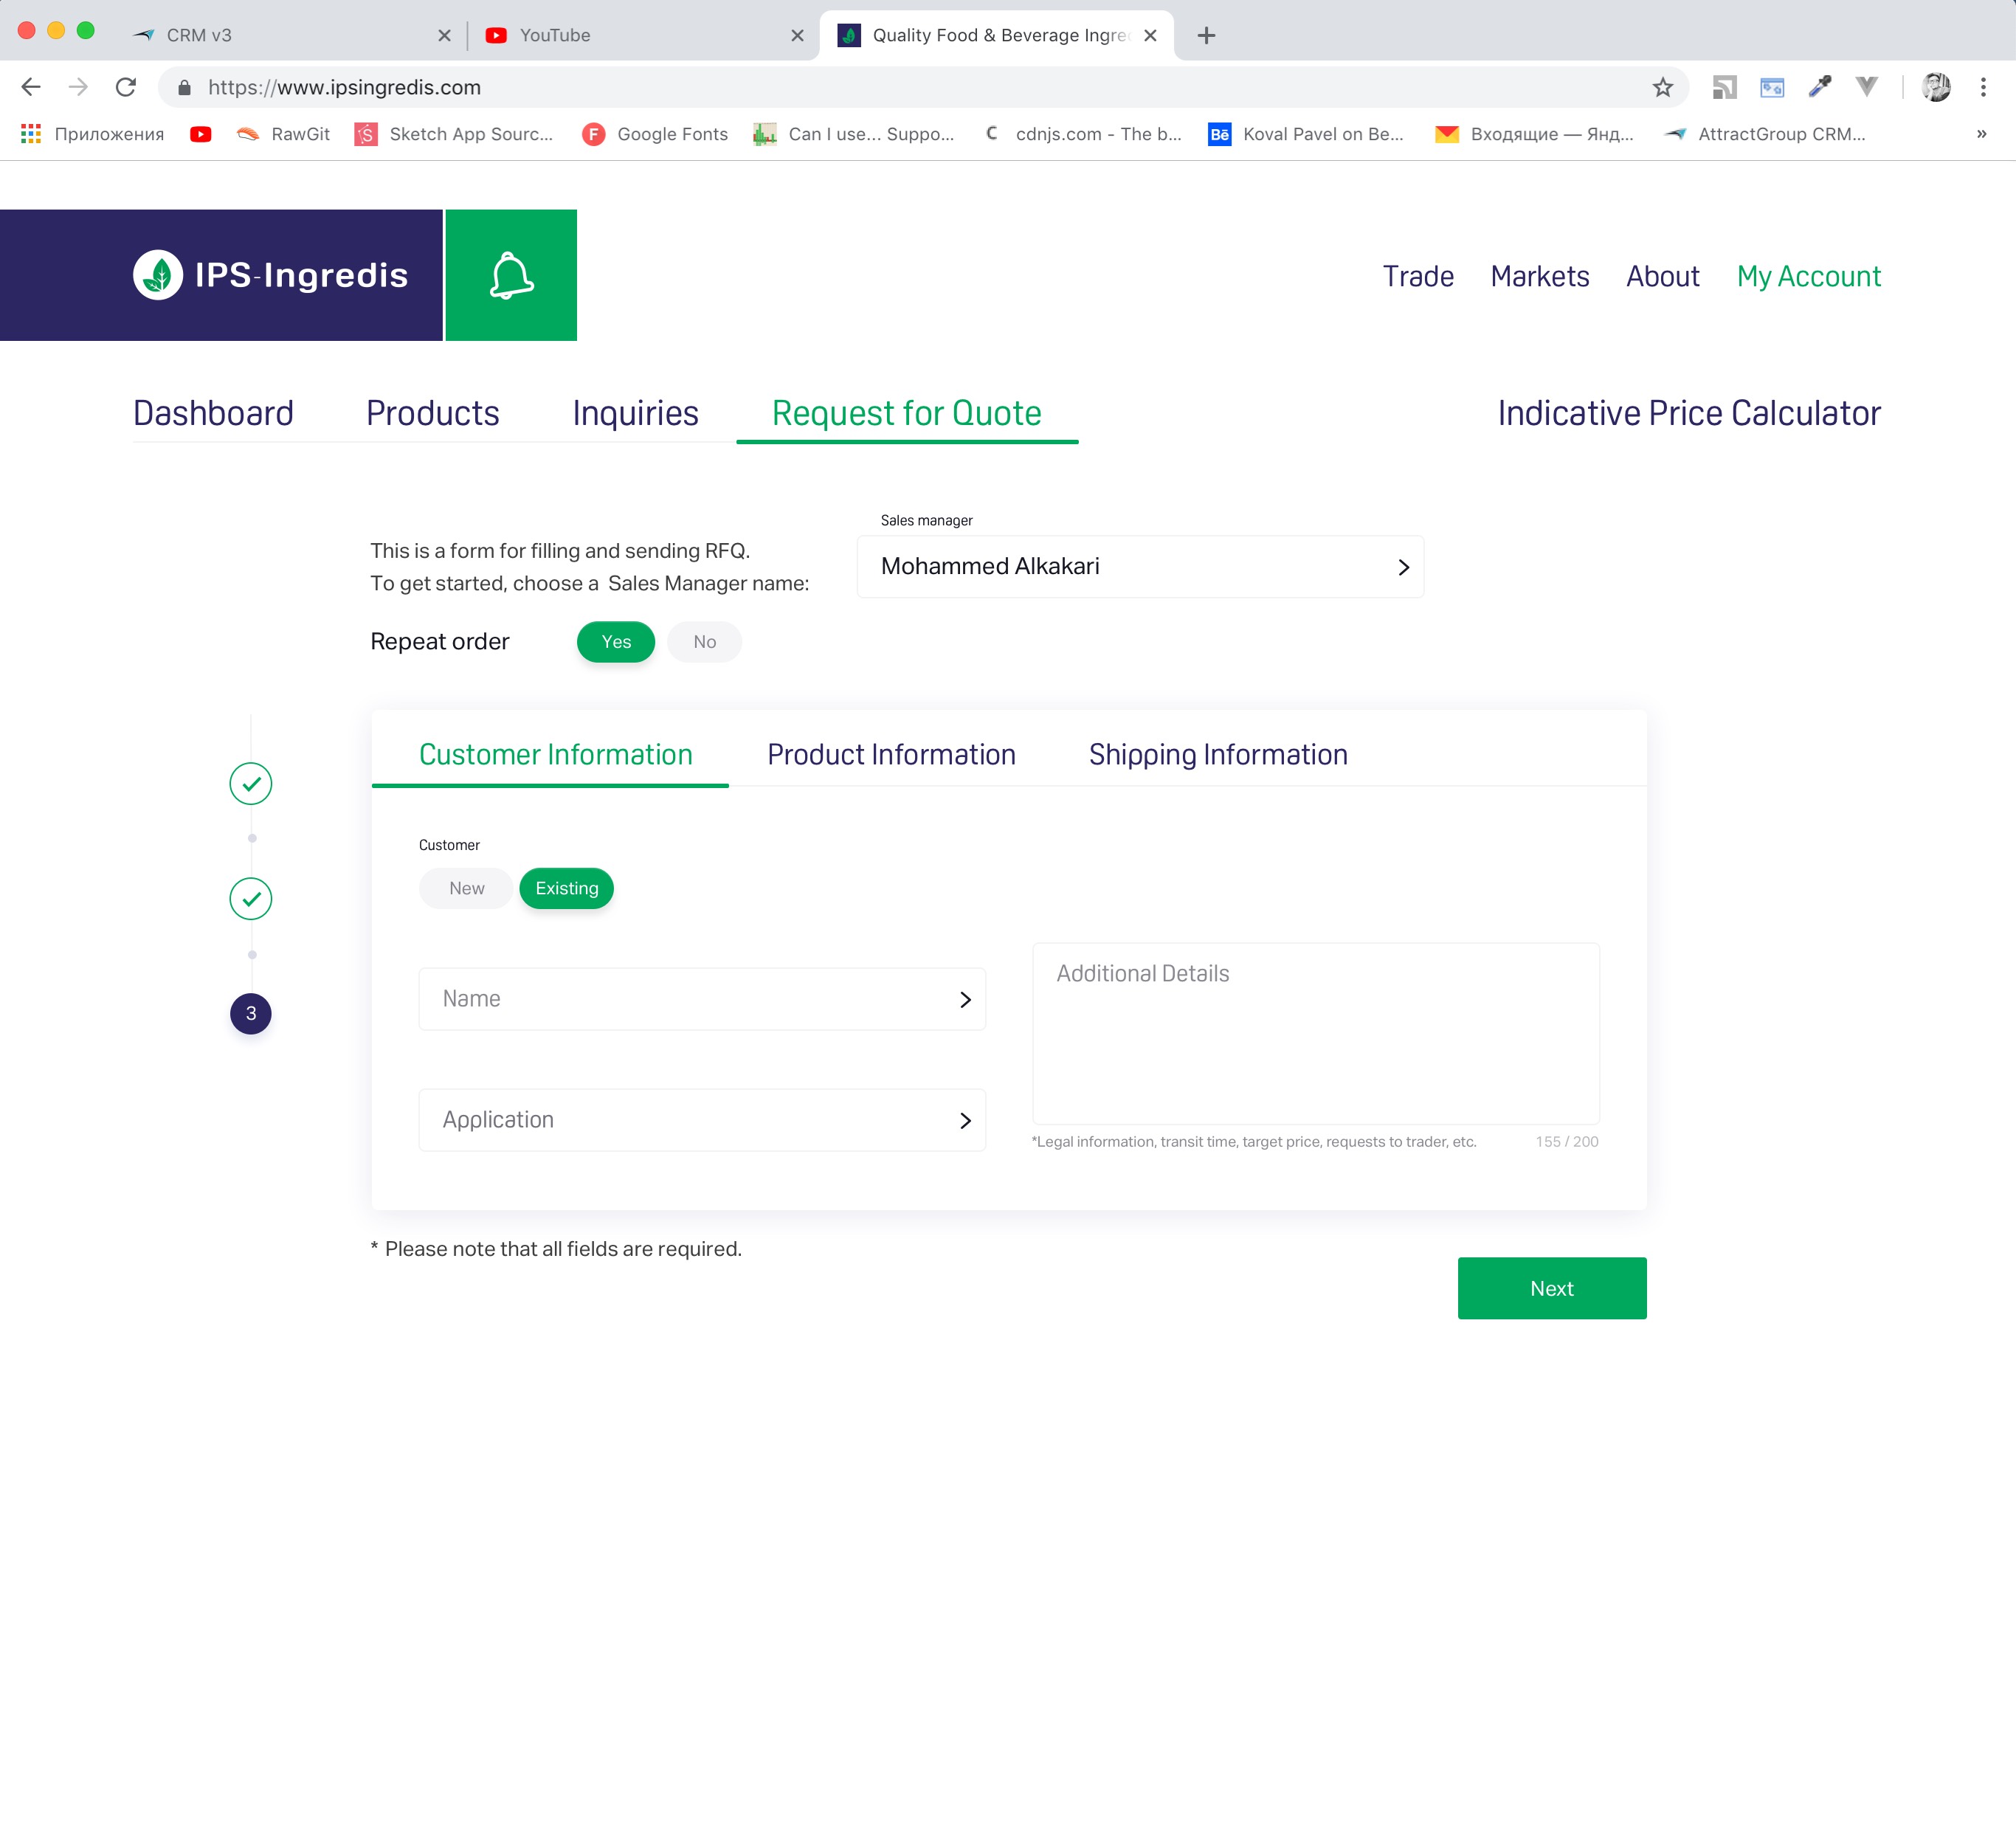 CRM v3
YouTube
Quality Food & Beverage Ingre
https://www.ipsingredis.com
Приложения
RawGit
Sketch App Sourc...
Google Fonts
Can I use... Suppo...
cdnjs.com - The b...
Koval Pavel on Be...
Входящие — Янд...
AttractGroup CRM...
»
IPS-Ingredis
Trade
Markets
About
My Account
Dashboard
Products
Inquiries
Request for Quote
Indicative Price Calculator
Sales manager
This is a form for filling and sending RFQ.
Mohammed Alkakari
To get started, choose a Sales Manager name:
Repeat order
Yes
No
Customer Information
Product Information
Shipping Information
Customer
New
Existing
Name
Additional Details
3
Application
*Legal information, transit time, target price, requests to trader, etc.
155 / 200
* Please note that all fields are required.
Next